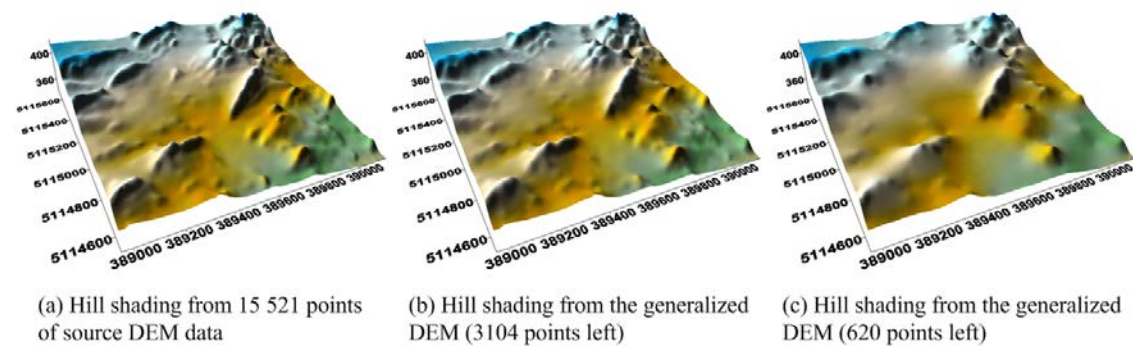 400
360
5115600
5115400
5115200
5115000
5114800
5114600
389000 389200 389400 389600 389800 390000
400
360
5115600
5115400
5115200
5115000
5114800
5114600
389000 389200 389400 389600 389800 390000
400
360
5115600
5115400
5115200
5115000
5114800
5114600
389000 389200 389400 389600 389800 390000
(a) Hill shading from 15 521 points
of source DEM data
(b) Hill shading from the generalized
DEM (3104 points left)
(c) Hill shading from the generalized
DEM (620 points left)